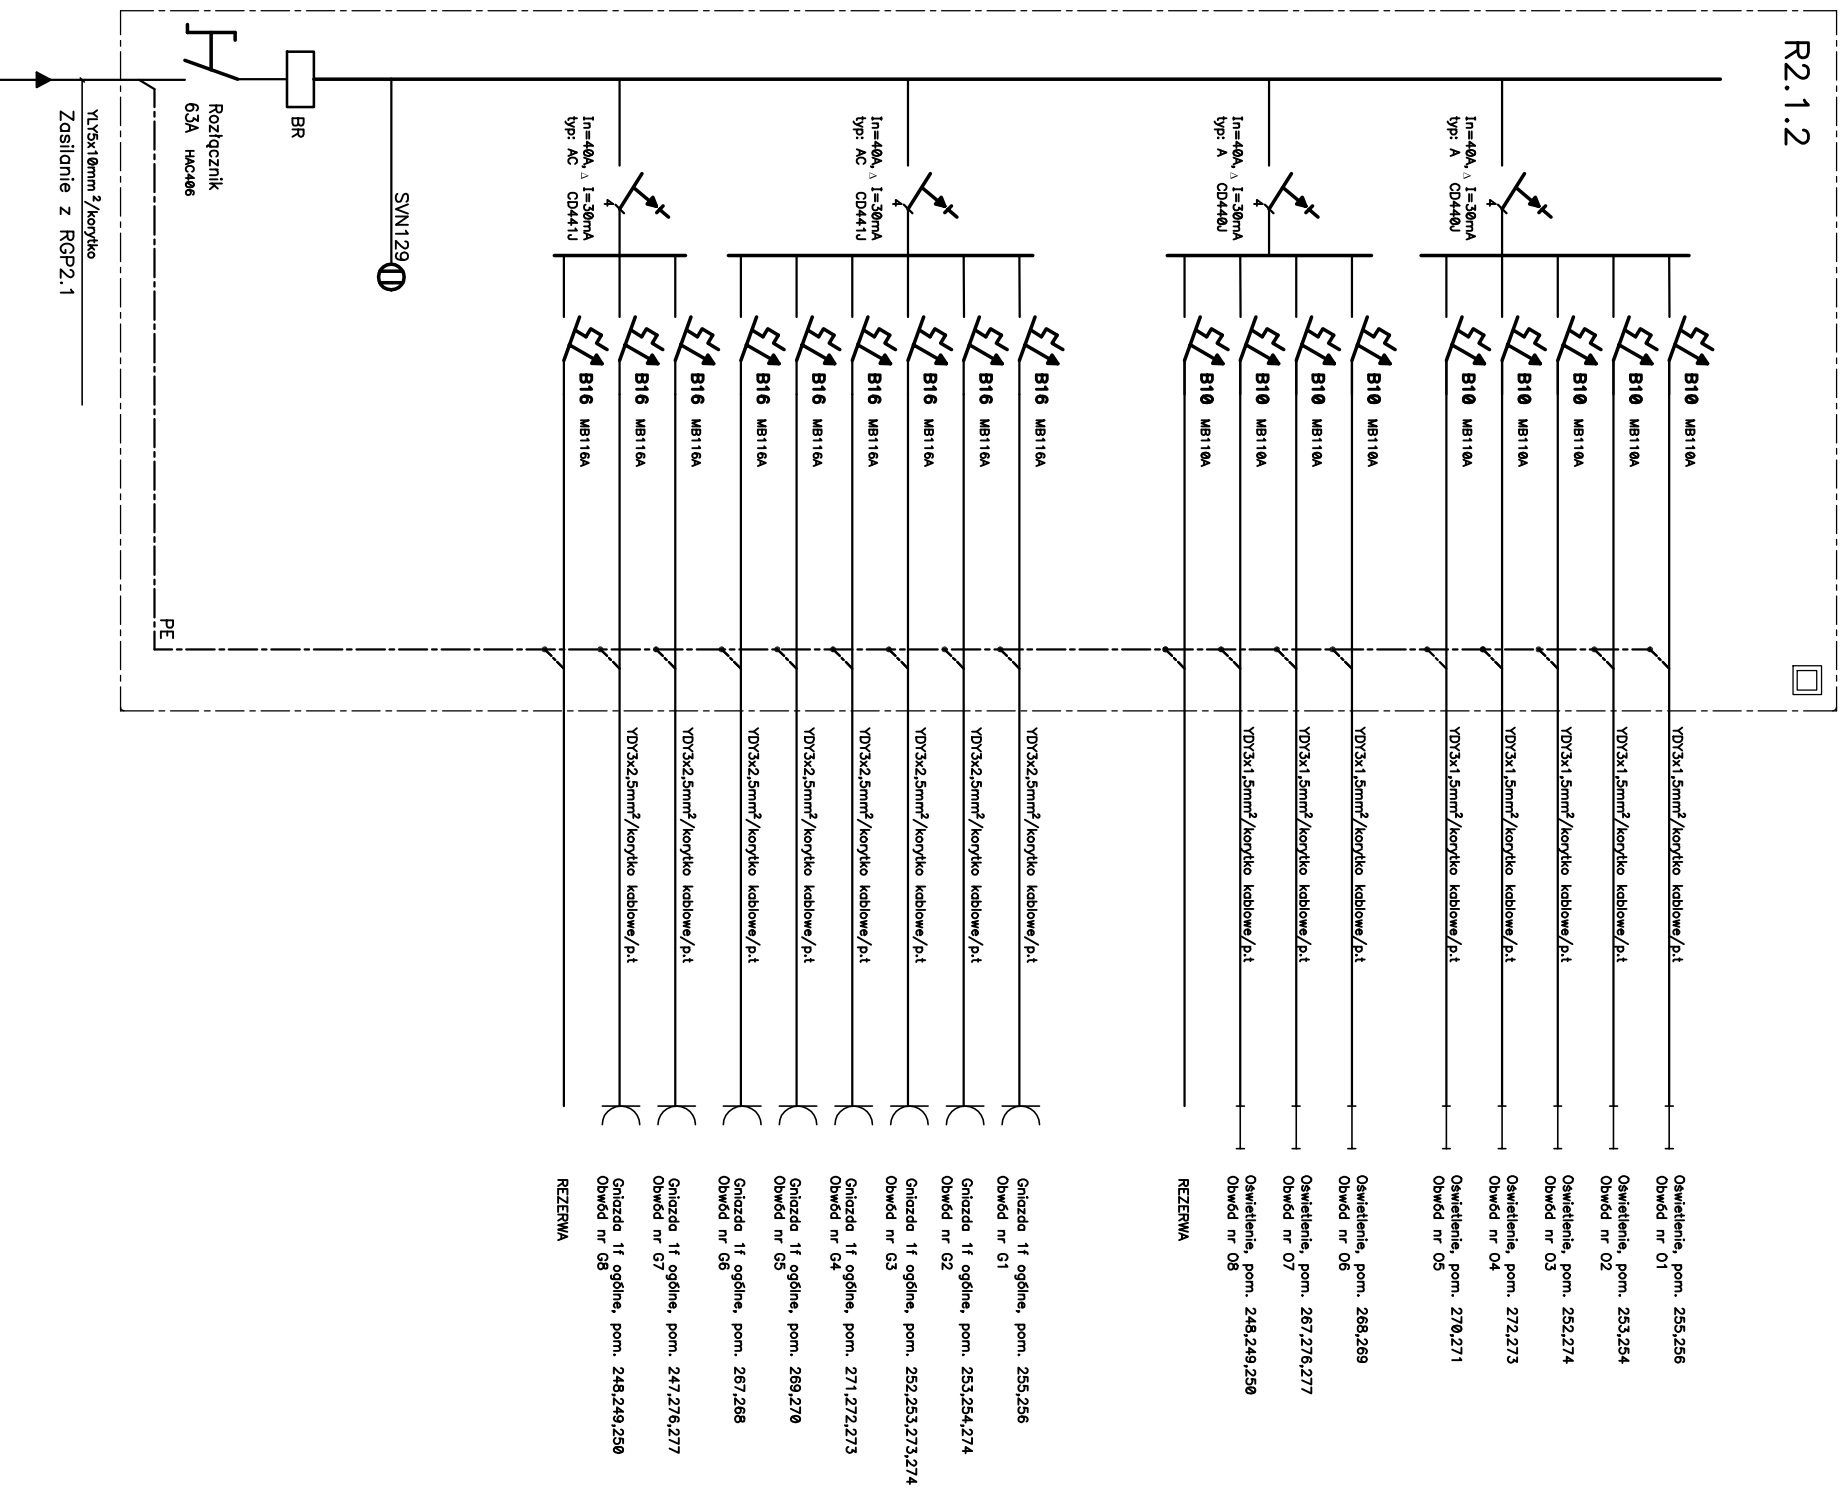 R2.1.2
In=40A, Δ I=30mA
typ: A CD440J
In=40A, Δ I=30mA
typ: A CD440J
In=40A, Δ I=30mA
typ: AC CD441J
In=40A, Δ I=30mA
typ: AC CD441J
4
4
4
4
BR
Rozłącznik
63A HAC406
YLY5x10mm²/korytko
Zasilanie z RGP2.1
SVN129
PE
B10 MB110A
YDY3x1,5mm²/korytko kablowe/p.t
Oświetlenie, pom. 255,256
Obwód nr O1
B10 MB110A
YDY3x1,5mm²/korytko kablowe/p.t
Oświetlenie, pom. 253,254
Obwód nr O2
B10 MB110A
YDY3x1,5mm²/korytko kablowe/p.t
Oświetlenie, pom. 252,274
Obwód nr O3
B10 MB110A
YDY3x1,5mm²/korytko kablowe/p.t
Oświetlenie, pom. 272,273
Obwód nr O4
B10 MB110A
YDY3x1,5mm²/korytko kablowe/p.t
Oświetlenie, pom. 270,271
Obwód nr O5
B10 MB110A
YDY3x1,5mm²/korytko kablowe/p.t
Oświetlenie, pom. 268,269
Obwód nr O6
B10 MB110A
YDY3x1,5mm²/korytko kablowe/p.t
Oświetlenie, pom. 267,276,277
Obwód nr O7
B10 MB110A
YDY3x1,5mm²/korytko kablowe/p.t
Oświetlenie, pom. 248,249,250
Obwód nr O8
B10 MB110A
REZERWA
B16 MB116A
YDY3x2,5mm²/korytko kablowe/p.t
Gniazda 1f ogólne, pom. 255,256
Obwód nr G1
B16 MB116A
YDY3x2,5mm²/korytko kablowe/p.t
Gniazda 1f ogólne, pom. 253,254,274
Obwód nr G2
B16 MB116A
YDY3x2,5mm²/korytko kablowe/p.t
Gniazda 1f ogólne, pom. 252,253,273,274
Obwód nr G3
B16 MB116A
YDY3x2,5mm²/korytko kablowe/p.t
Gniazda 1f ogólne, pom. 271,272,273
Obwód nr G4
B16 MB116A
YDY3x2,5mm²/korytko kablowe/p.t
Gniazda 1f ogólne, pom. 269,270
Obwód nr G5
B16 MB116A
YDY3x2,5mm²/korytko kablowe/p.t
Gniazda 1f ogólne, pom. 267,268
Obwód nr G6
B16 MB116A
YDY3x2,5mm²/korytko kablowe/p.t
Gniazda 1f ogólne, pom. 247,276,277
Obwód nr G7
B16 MB116A
YDY3x2,5mm²/korytko kablowe/p.t
Gniazda 1f ogólne, pom. 248,249,250
Obwód nr G8
B16 MB116A
REZERWA